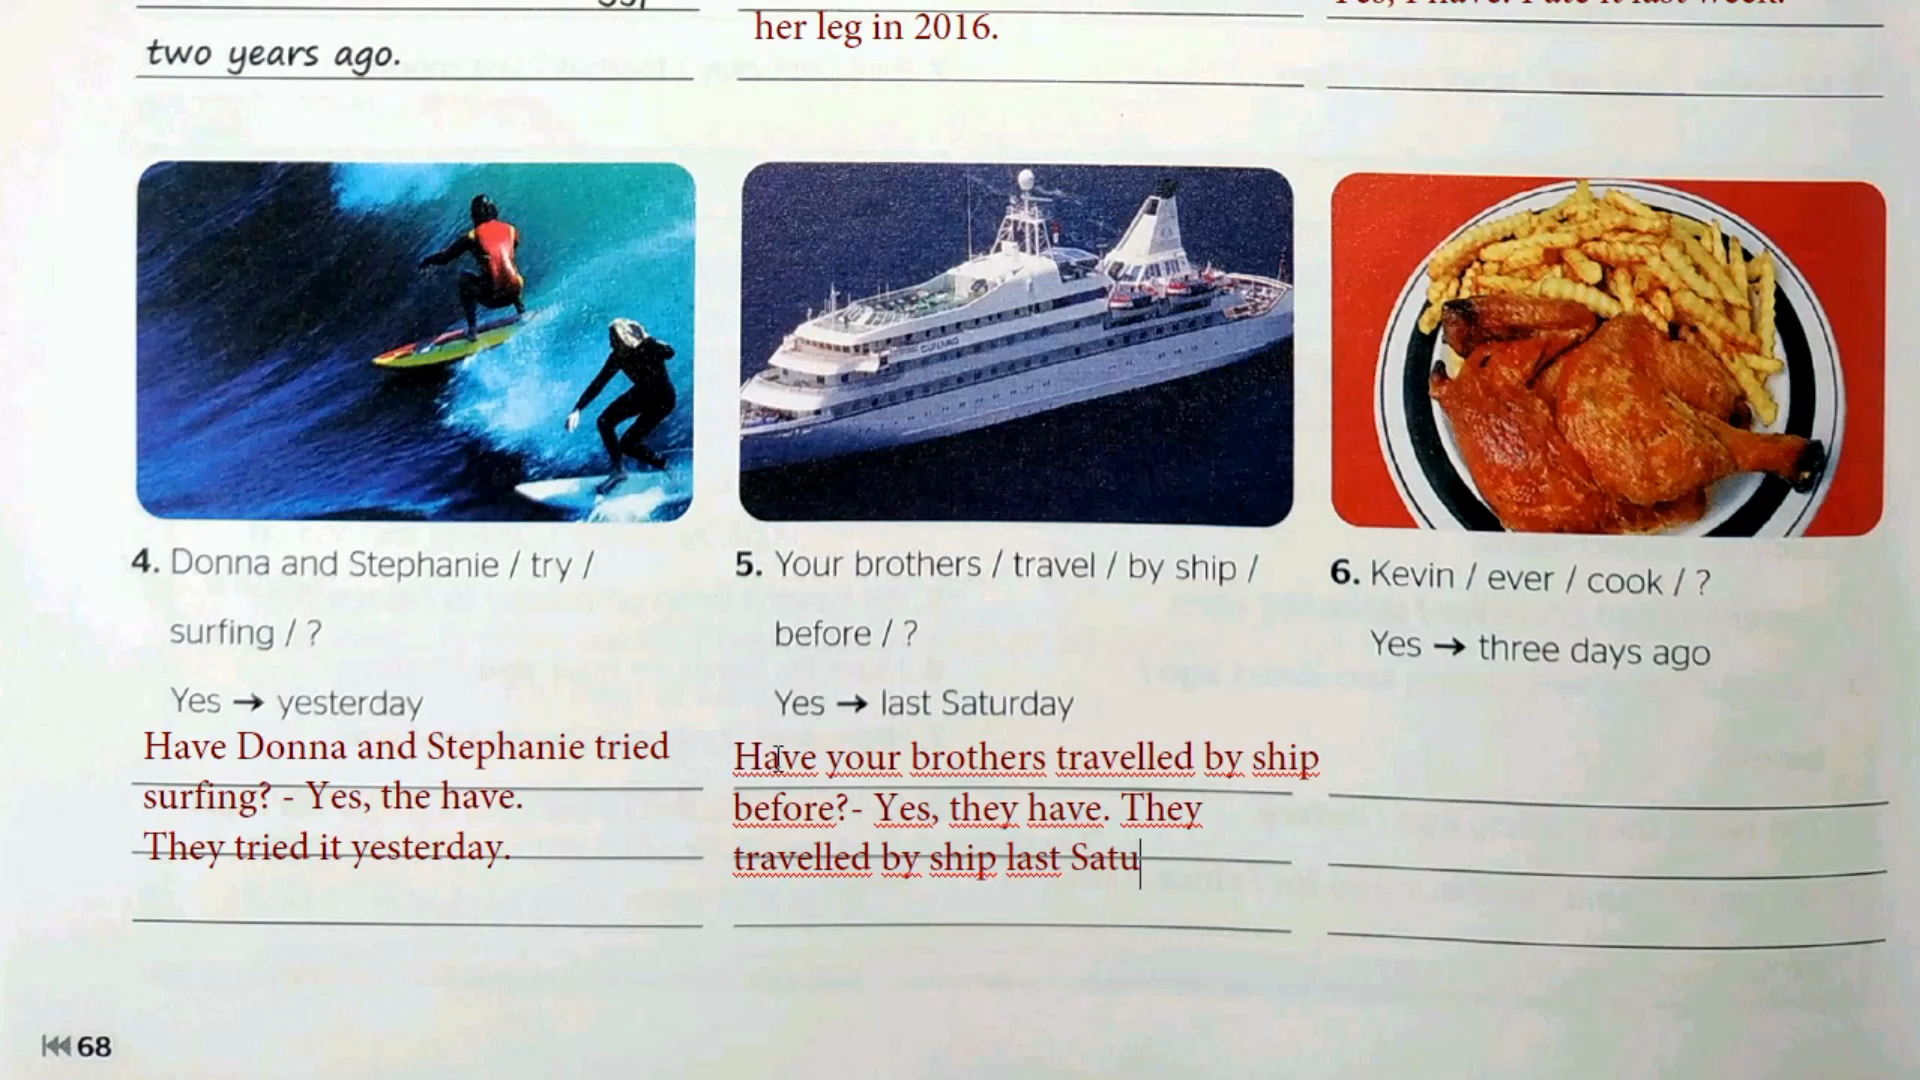 two years ago.
her leg in 2016.
4. Donna and Stephanie / try /
surfing / ?
Yes → yesterday
Have Donna and Stephanie tried
surfing? - Yes, the have.
They tried it yesterday.
CUNARD
5. Your brothers / travel / by ship /
before / ?
Yes → last Saturday
Have your brothers travelled by ship
before?- Yes, they have. They
travelled by ship last Satu
6. Kevin / ever / cook / ?
Yes → three days ago
68